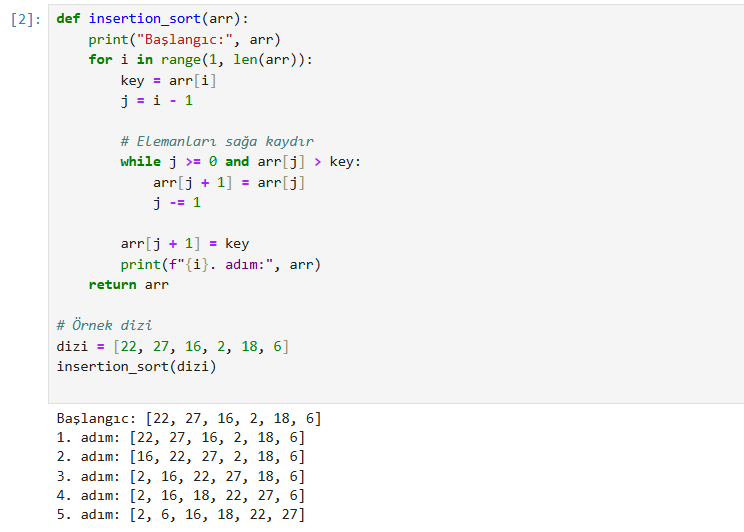 [2]: def insertion_sort(arr):
    print("Başlangıc:", arr)
    for i in range(1, len(arr)):
        key = arr[i]
        j = i - 1
        # Elemanları sağa kaydır
        while j >= 0 and arr[j] > key:
            arr[j + 1] = arr[j]
            j -= 1
        arr[j + 1] = key
        print(f"{i}. adım:", arr)
    return arr
# Örnek dizi
dizi = [22, 27, 16, 2, 18, 6]
insertion_sort(dizi)
Başlangıc: [22, 27, 16, 2, 18, 6]
1. adım: [22, 27, 16, 2, 18, 6]
2. adım: [16, 22, 27, 2, 18, 6]
3. adım: [2, 16, 22, 27, 18, 6]
4. adım: [2, 16, 18, 22, 27, 6]
5. adım: [2, 6, 16, 18, 22, 27]